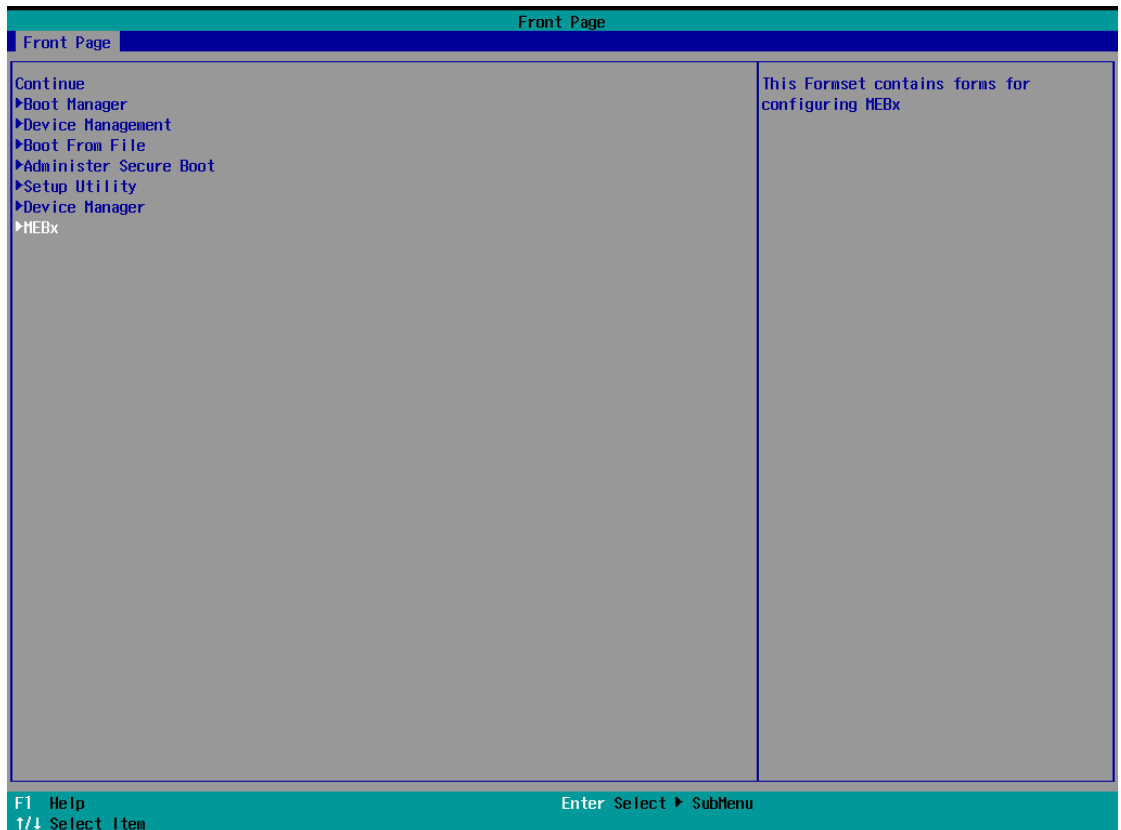 Front Page
Front Page
Continue
▶Boot Manager
▶Device Management
▶Boot From File
▶Administer Secure Boot
▶Setup Utility
▶Device Manager
▶MEBx
This Formset contains forms for
configuring MEBx
F1 Help
Enter Select ▶ SubMenu
↑/↓ Select Item